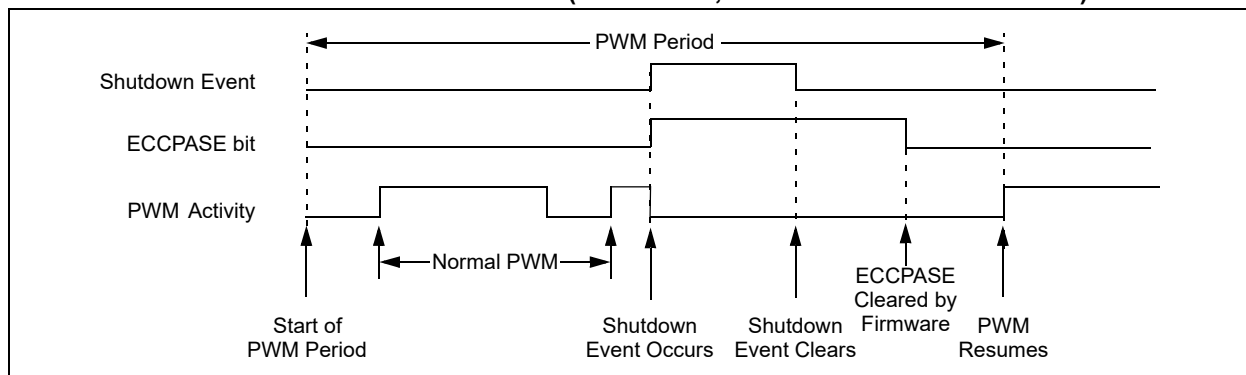 PWM Period
Shutdown Event
ECCPASE bit
PWM Activity
Normal PWM
Start of
PWM Period
Shutdown
Event Occurs
Shutdown
Event Clears
ECCPASE
Cleared by
Firmware
PWM
Resumes